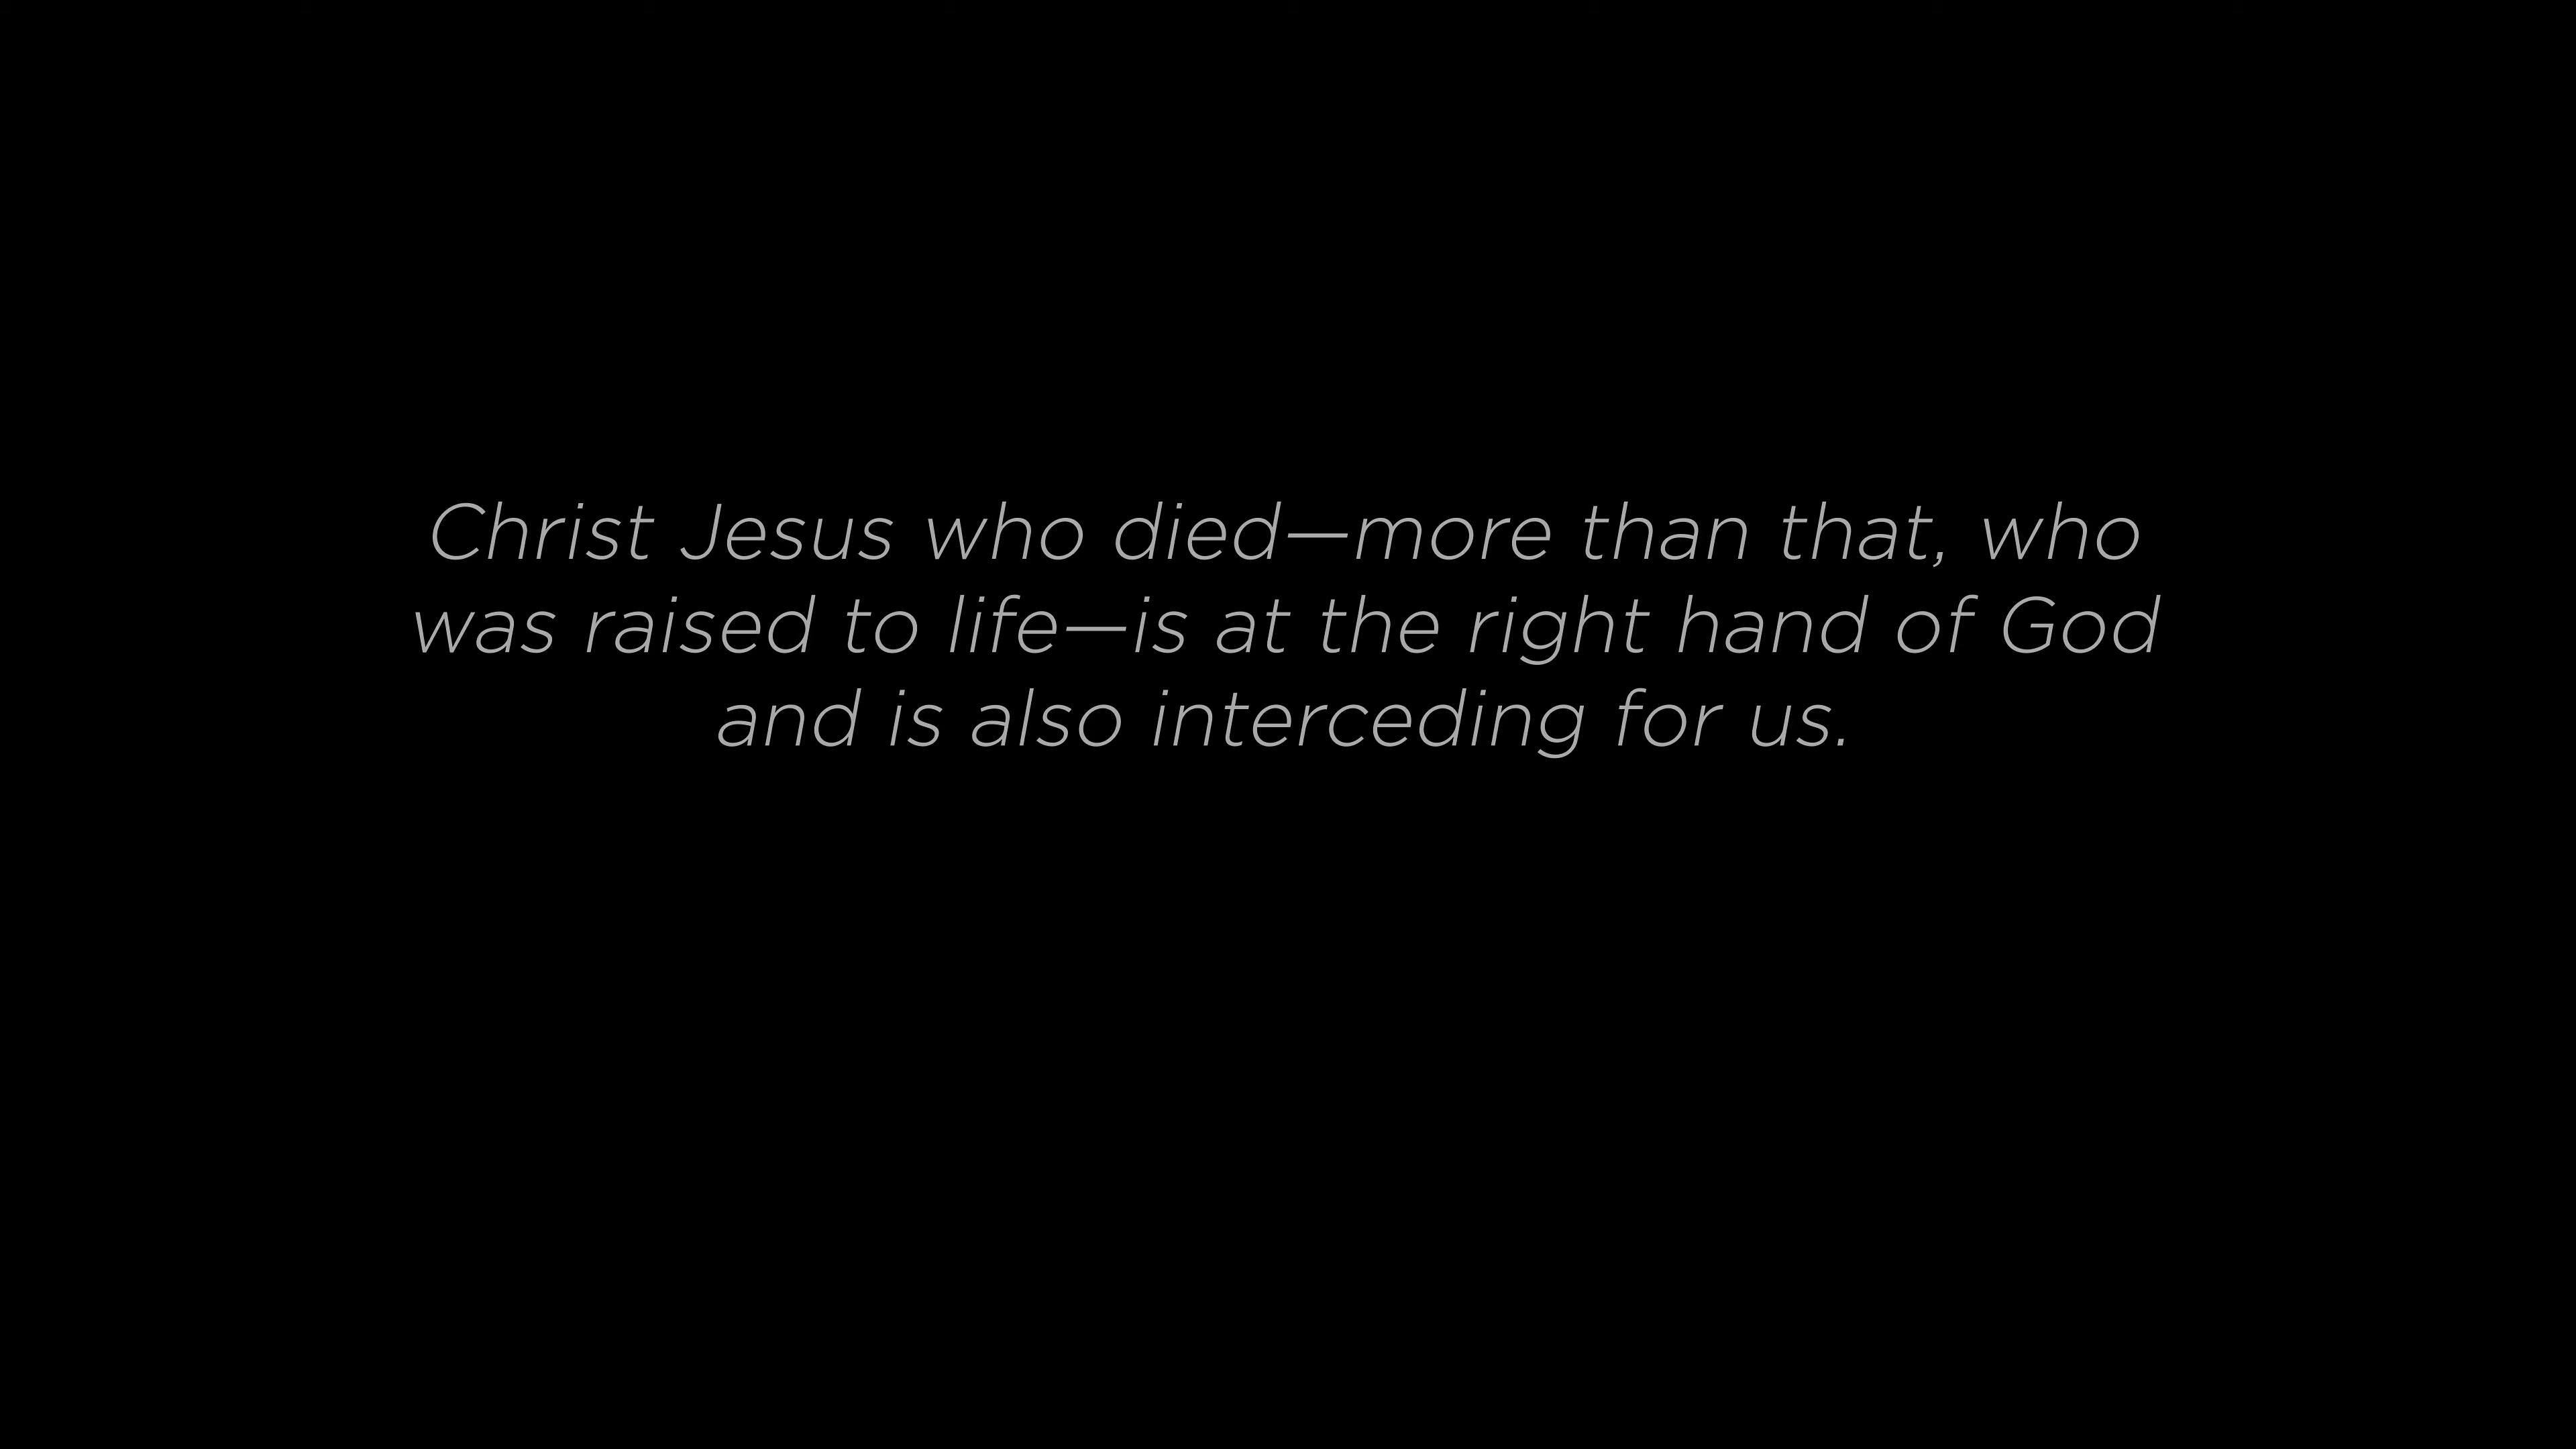 Christ Jesus who died—more than that, who
was raised to life—is at the right hand of God
and is also interceding for us.